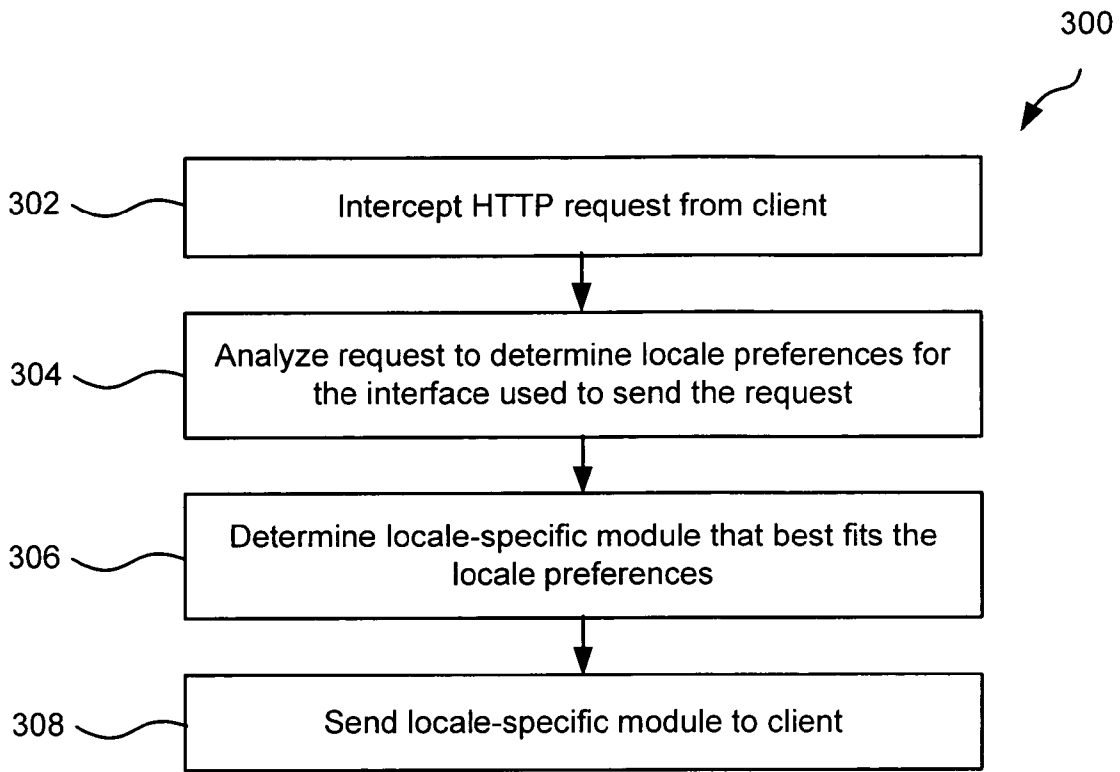 300
302
Intercept HTTP request from client
304
Analyze request to determine locale preferences for
the interface used to send the request
306
Determine locale-specific module that best fits the
locale preferences
308
Send locale-specific module to client